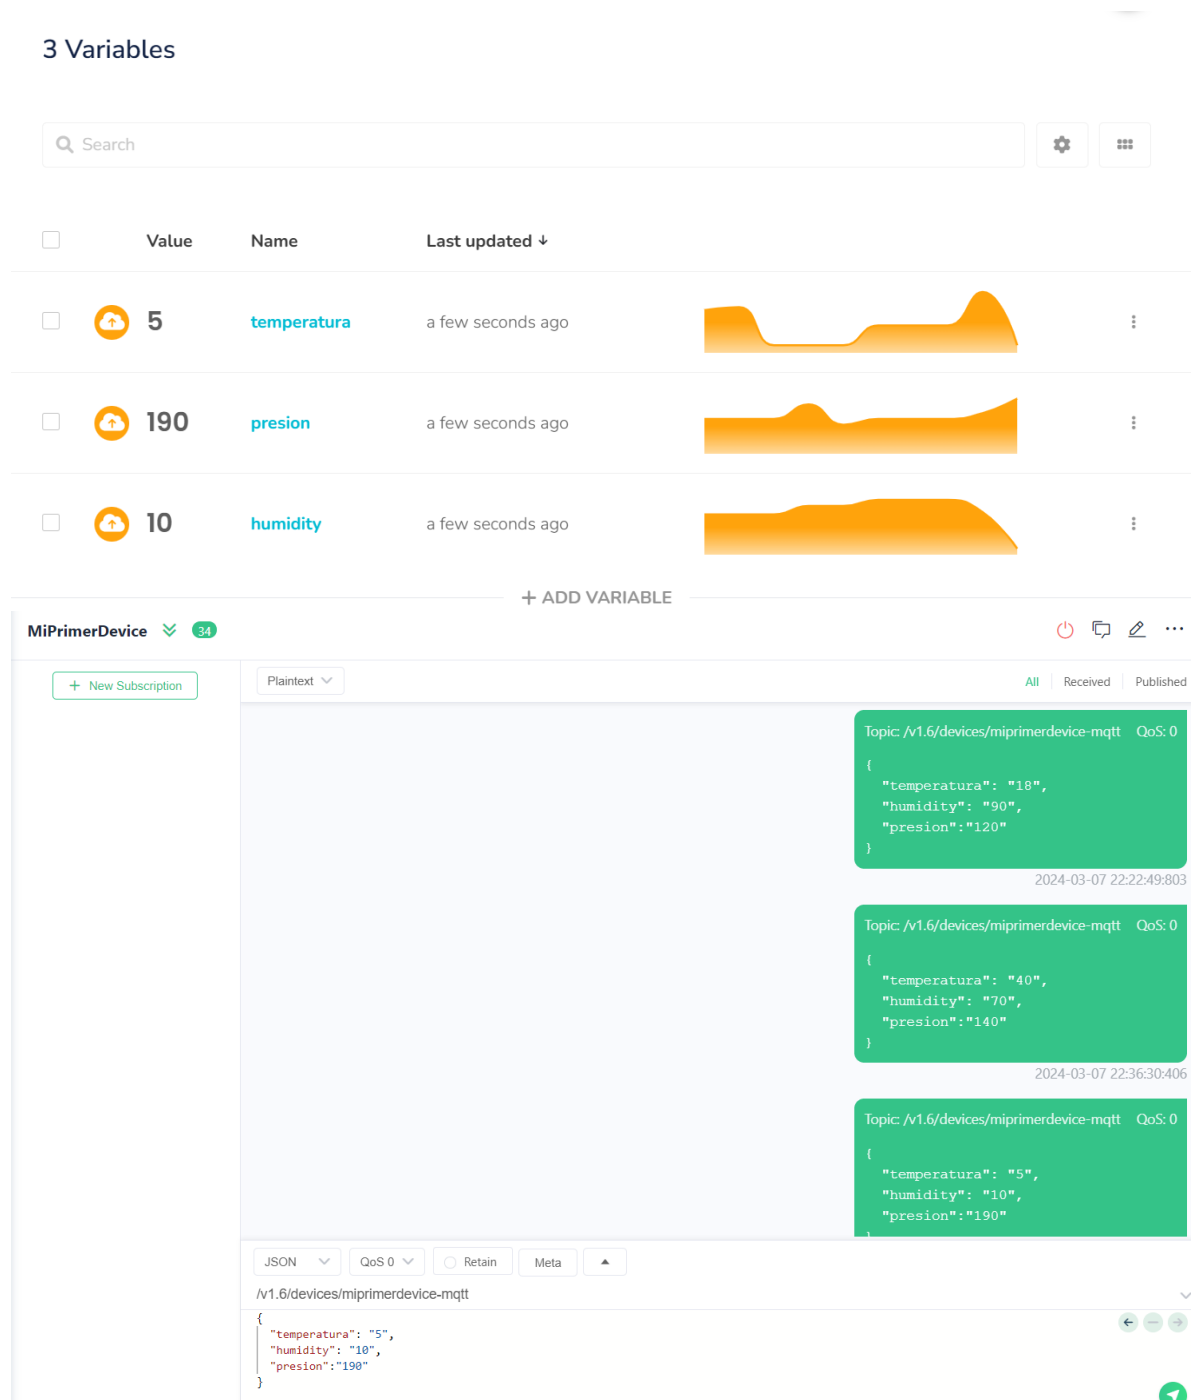 3 Variables
Search
Value Name Last updated ↓
5 temperatura a few seconds ago
190 presion a few seconds ago
10 humidity a few seconds ago
+ ADD VARIABLE
MiPrimerDevice 34
+ New Subscription
Plaintext
All Received Published
Topic: /v1.6/devices/miprimerdevice-mqtt QoS: 0
{
"temperatura": "18",
"humidity": "90",
"presion":"120"
}
2024-03-07 22:22:49:803
Topic: /v1.6/devices/miprimerdevice-mqtt QoS: 0
{
"temperatura": "40",
"humidity": "70",
"presion":"140"
}
2024-03-07 22:36:30:406
Topic: /v1.6/devices/miprimerdevice-mqtt QoS: 0
{
"temperatura": "5",
"humidity": "10",
"presion":"190"
}
JSON QoS 0 Retain Meta
/v1.6/devices/miprimerdevice-mqtt
{
"temperatura": "5",
"humidity": "10",
"presion":"190"
}